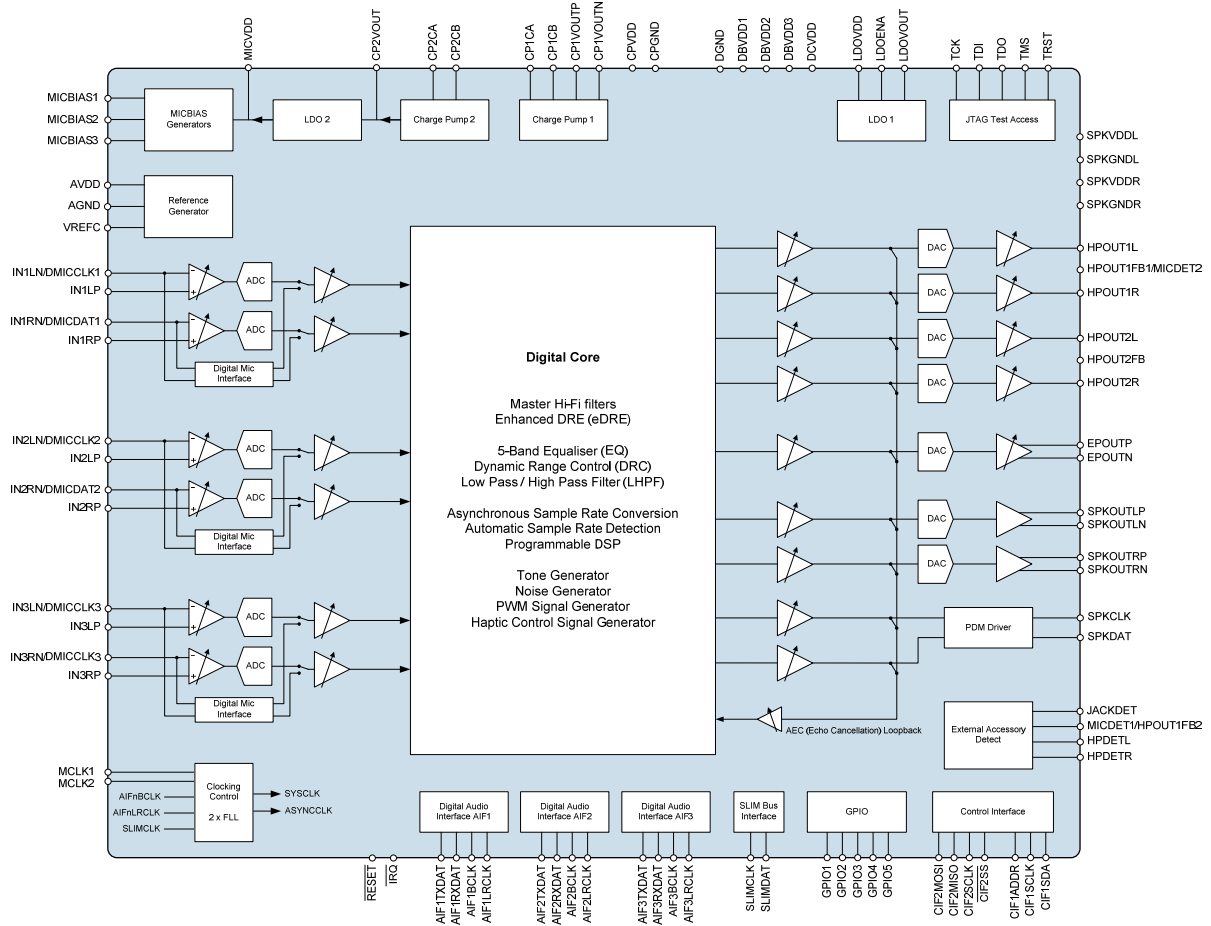 MICVDD
CP2VOUT
CP2CA
CP2CB
CP1CA
CP1CB
CP1VOUTP
CP1VOUTN
CPVDD
CPGND
DGND
DBVDD1
DBVDD2
DBVDD3
DCVDD
LDOVDD
LDOENA
LDOVOUT
TCK
TDI
TDO
TMS
TRST
MICBIAS1
MICBIAS2
MICBIAS3
MICBIAS
Generators
LDO 2
Charge Pump 2
Charge Pump 1
LDO 1
JTAG Test Access
SPKVDDL
SPKGNDL
SPKVDDR
SPKGNDR
AVDD
AGND
VREFC
Reference
Generator
IN1LN/DMICCLK1
IN1LP
IN1RN/DMICDAT1
IN1RP
- +
ADC
- +
ADC
Digital Mic
Interface
IN2LN/DMICCLK2
IN2LP
IN2RN/DMICDAT2
IN2RP
- +
ADC
- +
ADC
Digital Mic
Interface
IN3LN/DMICCLK3
IN3LP
IN3RN/DMICCLK3
IN3RP
- +
ADC
- +
ADC
Digital Mic
Interface
Digital Core
Master Hi-Fi filters
Enhanced DRE (eDRE)
5-Band Equaliser (EQ)
Dynamic Range Control (DRC)
Low Pass / High Pass Filter (LHPF)
Asynchronous Sample Rate Conversion
Automatic Sample Rate Detection
Programmable DSP
Tone Generator
Noise Generator
PWM Signal Generator
Haptic Control Signal Generator
DAC
HPOUT1L
HPOUT1FB1/MICDET2
DAC
HPOUT1R
DAC
HPOUT2L
HPOUT2FB
DAC
HPOUT2R
DAC
EPOUTP
EPOUTN
DAC
SPKOUTLP
SPKOUTLN
DAC
SPKOUTRP
SPKOUTRN
PDM Driver
SPKCLK
SPKDAT
AEC (Echo Cancellation) Loopback
External Accessory
Detect
JACKDET
MICDET1/HPOUT1FB2
HPDETL
HPDETR
MCLK1
MCLK2
AIFnBCLK
AIFnLRCLK
SLIMCLK
Clocking
Control
2 x FLL
SYSCLK
ASYNCCLK
Digital Audio
Interface AIF1
Digital Audio
Interface AIF2
Digital Audio
Interface AIF3
SLIM Bus
Interface
GPIO
Control Interface
RESET
IRQ
AIF1TXDAT
AIF1RXDAT
AIF1BCLK
AIF1LRCLK
AIF2TXDAT
AIF2RXDAT
AIF2BCLK
AIF2LRCLK
AIF3TXDAT
AIF3RXDAT
AIF3BCLK
AIF3LRCLK
SLIMCLK
SLIMDAT
GPIO1
GPIO2
GPIO3
GPIO4
GPIO5
CIF2MOSI
CIF2MISO
CIF2SCLK
CIF2SS
CIF1ADDR
CIF1SCLK
CIF1SDA